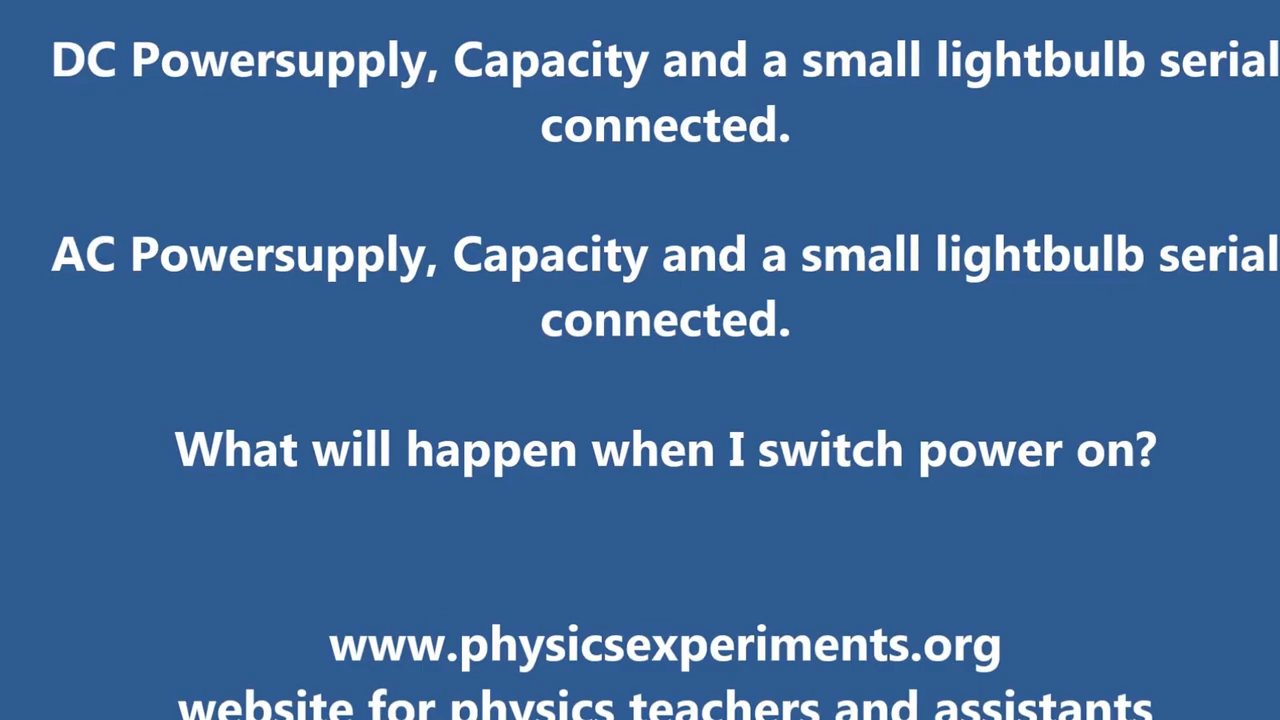 DC Powersupply, Capacity and a small lightbulb serial
connected.
AC Powersupply, Capacity and a small lightbulb serial
connected.
What will happen when I switch power on?
www.physicsexperiments.org
website for physics teachers and assistants